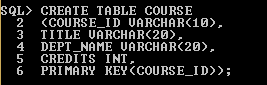 SQL> CREATE TABLE COURSE
2 (COURSE_ID VARCHAR(10),
3 TITLE VARCHAR(20),
4 DEPT_NAME VARCHAR(20),
5 CREDITS INT,
6 PRIMARY KEY(COURSE_ID));